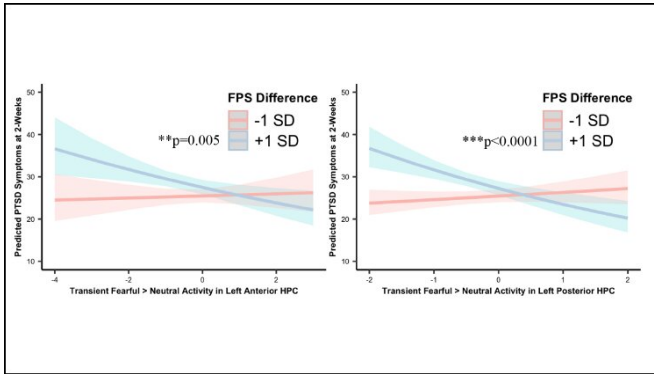 FPS Difference
-1 SD
+1 SD
**p=0.005
Predicted PTSD Symptoms at 2-Weeks
50
40
30
20
10
-4
-2
0
2
Transient Fearful > Neutral Activity in Left Anterior HPC
FPS Difference
-1 SD
+1 SD
***p<0.0001
Predicted PTSD Symptoms at 2-Weeks
50
40
30
20
10
-2
-1
0
1
2
Transient Fearful > Neutral Activity in Left Posterior HPC